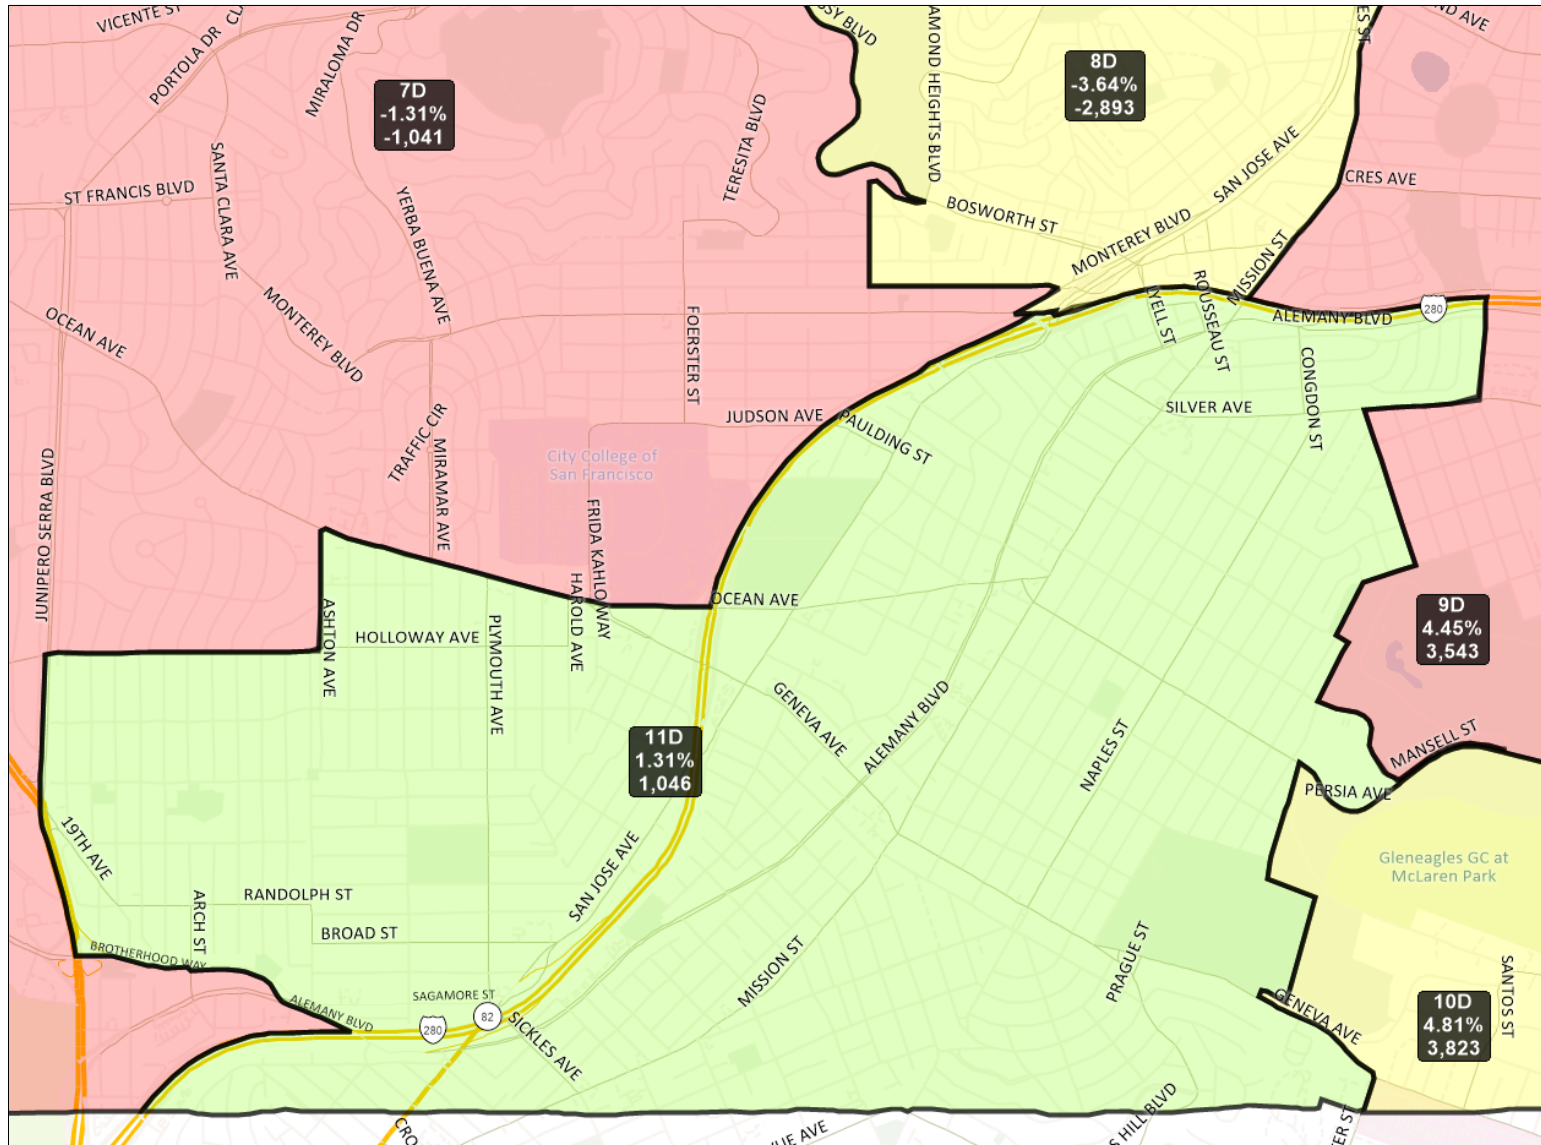 VICENTE ST
PORTOLA DR
MIRALOMA DR
7D
-1.31%
-1,041
TERESITA BLVD
AMOND HEIGHTS BLVD
8D
-3.64%
-2,893
ST FRANCIS BLVD
SANTA CLARA AVE
YERBA BUENA AVE
BOSWORTH ST
MONTEREY BLVD
SAN JOSE AVE
CRES AVE
MISSION ST
OCEAN AVE
MONTEREY BLVD
FOERSTER ST
LYELL ST
ROUSSEAU ST
ALEMANY BLVD
280
CONGDON ST
SILVER AVE
JUDSON AVE
PAULDING ST
TRAFFIC CIR
MIRAMAR AVE
City College of
San Francisco
JUNIPERO SERRA BLVD
FRIDA KAHLO WAY
HAROLD AVE
OCEAN AVE
ASHTON AVE
HOLLOWAY AVE
PLYMOUTH AVE
9D
4.45%
3,543
GENEVA AVE
ALEMANY BLVD
NAPLES ST
MANSELL ST
11D
1.31%
1,046
PERSIA AVE
19TH AVE
SAN JOSE AVE
Gleneagles GC at
McLaren Park
RANDOLPH ST
ARCH ST
BROAD ST
BROTHERHOOD WAY
MISSION ST
PRAGUE ST
SANTOS ST
ALEMANY BLVD
SAGAMORE ST
280
82
SICKLES AVE
GENEVA AVE
10D
4.81%
3,823
CRO
S HILL BLVD